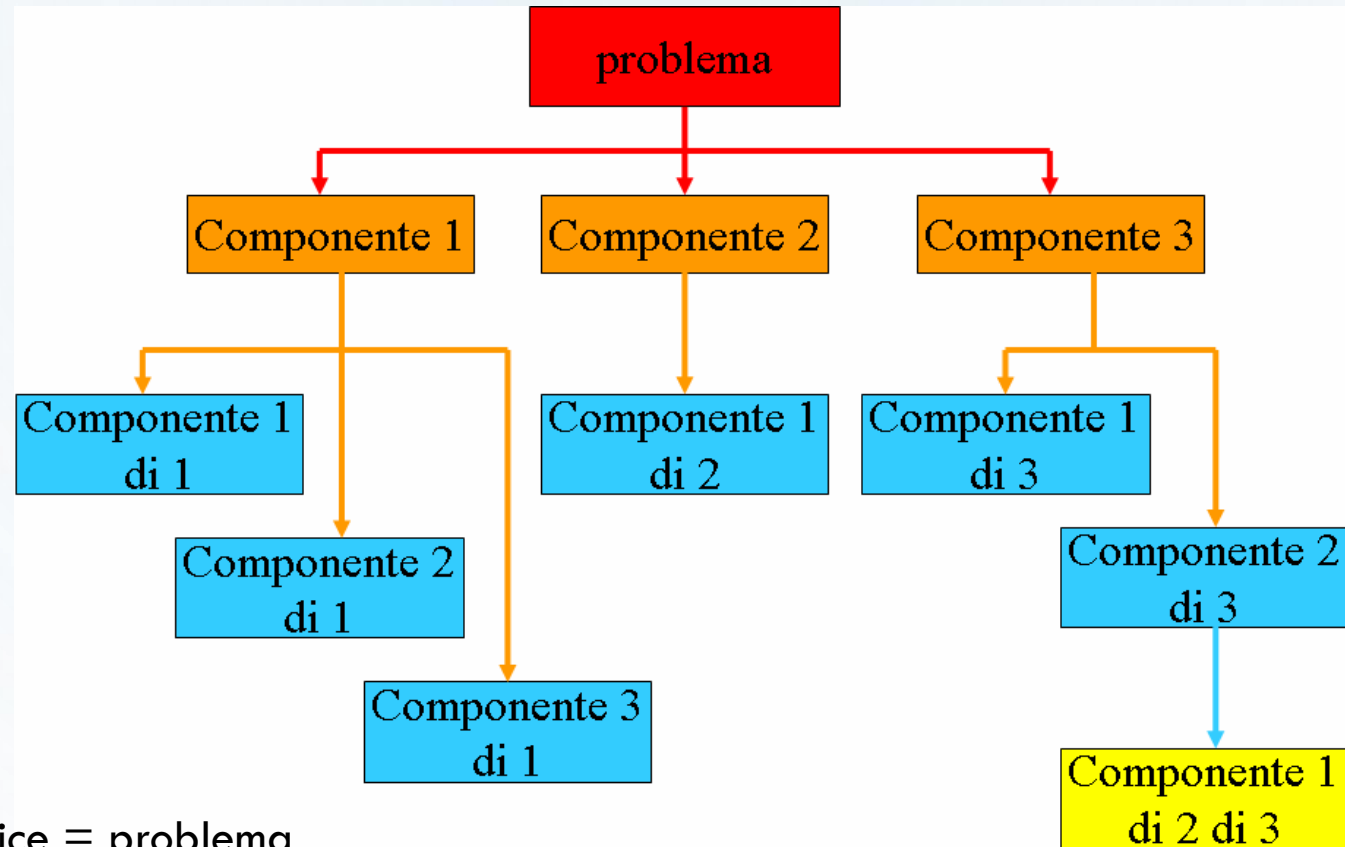 problema
Componente 1
Componente 2
Componente 3
Componente 1
di 1
Componente 1
di 2
Componente 1
di 3
Componente 2
di 1
Componente 2
di 3
Componente 3
di 1
Componente 1
di 2 di 3
= problema